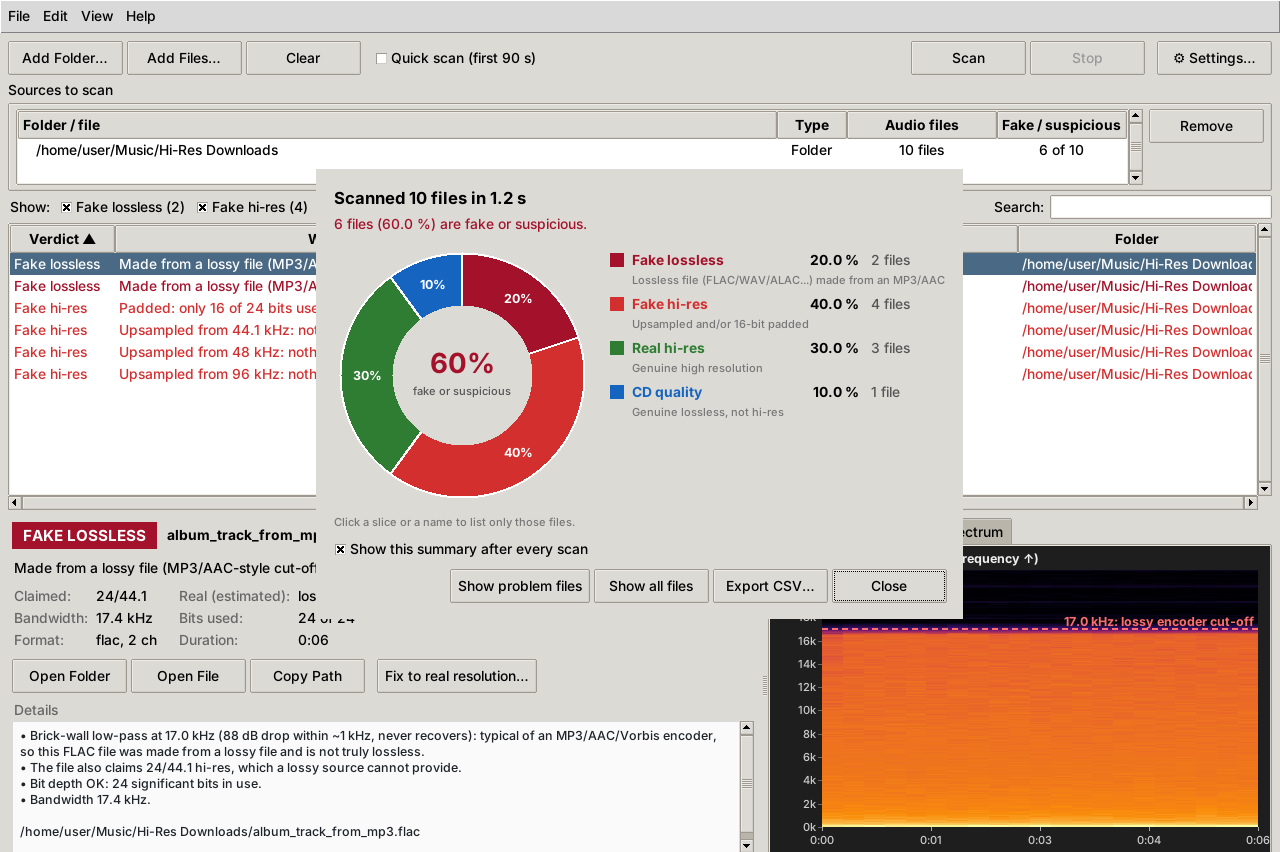 File Edit View Help
Add Folder... Add Files... Clear Quick scan (first 90 s) Scan Stop ⚙ Settings...
Sources to scan
Folder / file Type Audio files Fake / suspicious
/home/user/Music/Hi-Res Downloads Folder 10 files 6 of 10
Remove
Show: Fake lossless (2) Fake hi-res (4) Search:
Verdict ▲ Folder
Fake lossless Made from a lossy file (MP3/A /home/user/Music/Hi-Res Downloac
Fake lossless Made from a lossy file (MP3/A /home/user/Music/Hi-Res Downloac
Fake hi-res Padded: only 16 of 24 bits use /home/user/Music/Hi-Res Downloac
Fake hi-res Upsampled from 44.1 kHz: not /home/user/Music/Hi-Res Downloac
Fake hi-res Upsampled from 48 kHz: noth /home/user/Music/Hi-Res Downloac
Fake hi-res Upsampled from 96 kHz: noth /home/user/Music/Hi-Res Downloac
Scanned 10 files in 1.2 s
6 files (60.0 %) are fake or suspicious.
10%
20%
30%
40%
60%
fake or suspicious
Fake lossless 20.0 % 2 files
Lossless file (FLAC/WAV/ALAC...) made from an MP3/AAC
Fake hi-res 40.0 % 4 files
Upsampled and/or 16-bit padded
Real hi-res 30.0 % 3 files
Genuine high resolution
CD quality 10.0 % 1 file
Genuine lossless, not hi-res
Click a slice or a name to list only those files.
Show this summary after every scan
Show problem files Show all files Export CSV... Close
FAKE LOSSLESS album_track_from_mp
Made from a lossy file (MP3/AAC-style cut-off
Claimed: 24/44.1 Real (estimated): los
Bandwidth: 17.4 kHz Bits used: 24 of 24
Format: flac, 2 ch Duration: 0:06
Open Folder Open File Copy Path Fix to real resolution...
Details
• Brick-wall low-pass at 17.0 kHz (88 dB drop within ~1 kHz, never recovers): typical of an MP3/AAC/Vorbis encoder,
so this FLAC file was made from a lossy file and is not truly lossless.
• The file also claims 24/44.1 hi-res, which a lossy source cannot provide.
• Bit depth OK: 24 significant bits in use.
• Bandwidth 17.4 kHz.
/home/user/Music/Hi-Res Downloads/album_track_from_mp3.flac
ectrum
requency ↑)
17.0 kHz: lossy encoder cut-off
18k
16k
14k
12k
10k
8k
6k
4k
2k
0k
0:00 0:01 0:03 0:04 0:06